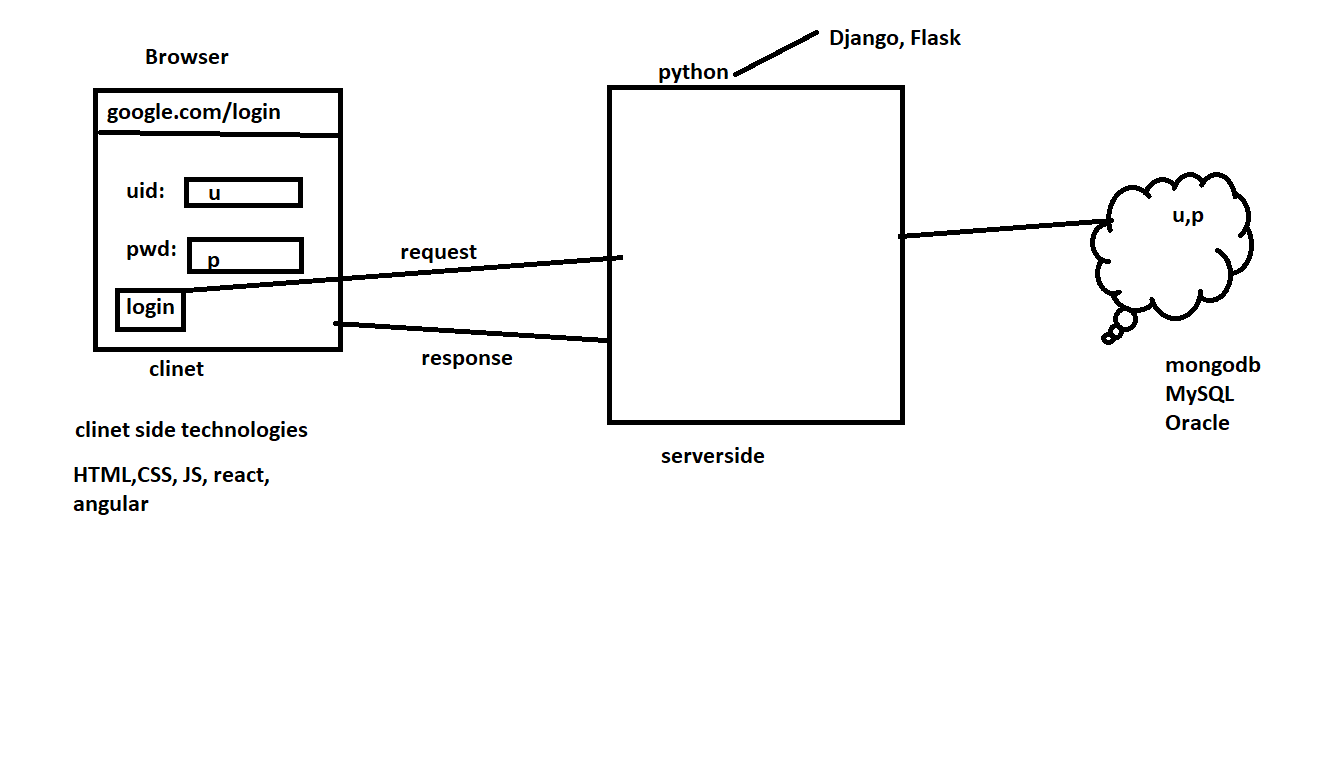 Browser
google.com/login
uid:
u
pwd:
p
login
clinet
clinet side technologies
HTML,CSS, JS, react,
angular
request
response
python
Django, Flask
serverside
u,p
mongodb
MySQL
Oracle